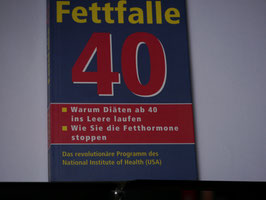 Fettfalle
40
Warum Diäten ab 40
ins Leere laufen
Wie Sie die Fetthormone
stoppen
Das revolutionäre Programm des
National Institute of Health (USA)